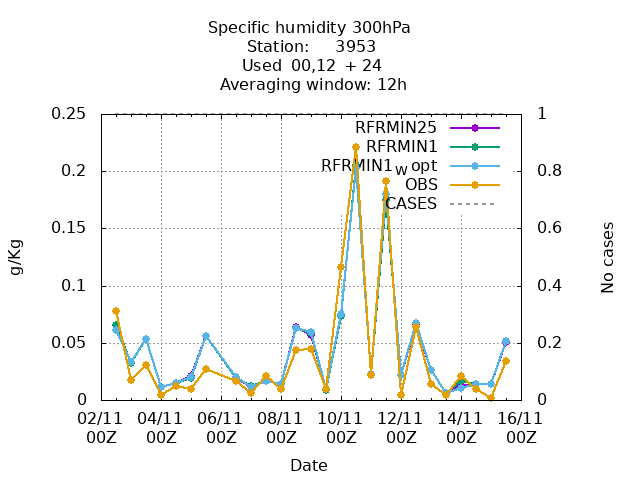 Specific humidity 300hPa
Station: 3953
Used 00,12 + 24
Averaging window: 12h
0.25
0.2
0.15
0.1
0.05
0
g/Kg
1
0.8
0.6
0.4
0.2
0
No cases
RFRMIN25
RFRMIN1
RFRMIN1_w opt
OBS
CASES
02/11 04/11 06/11 08/11 10/11 12/11 14/11 16/11
00Z 00Z 00Z 00Z 00Z 00Z 00Z 00Z
Date